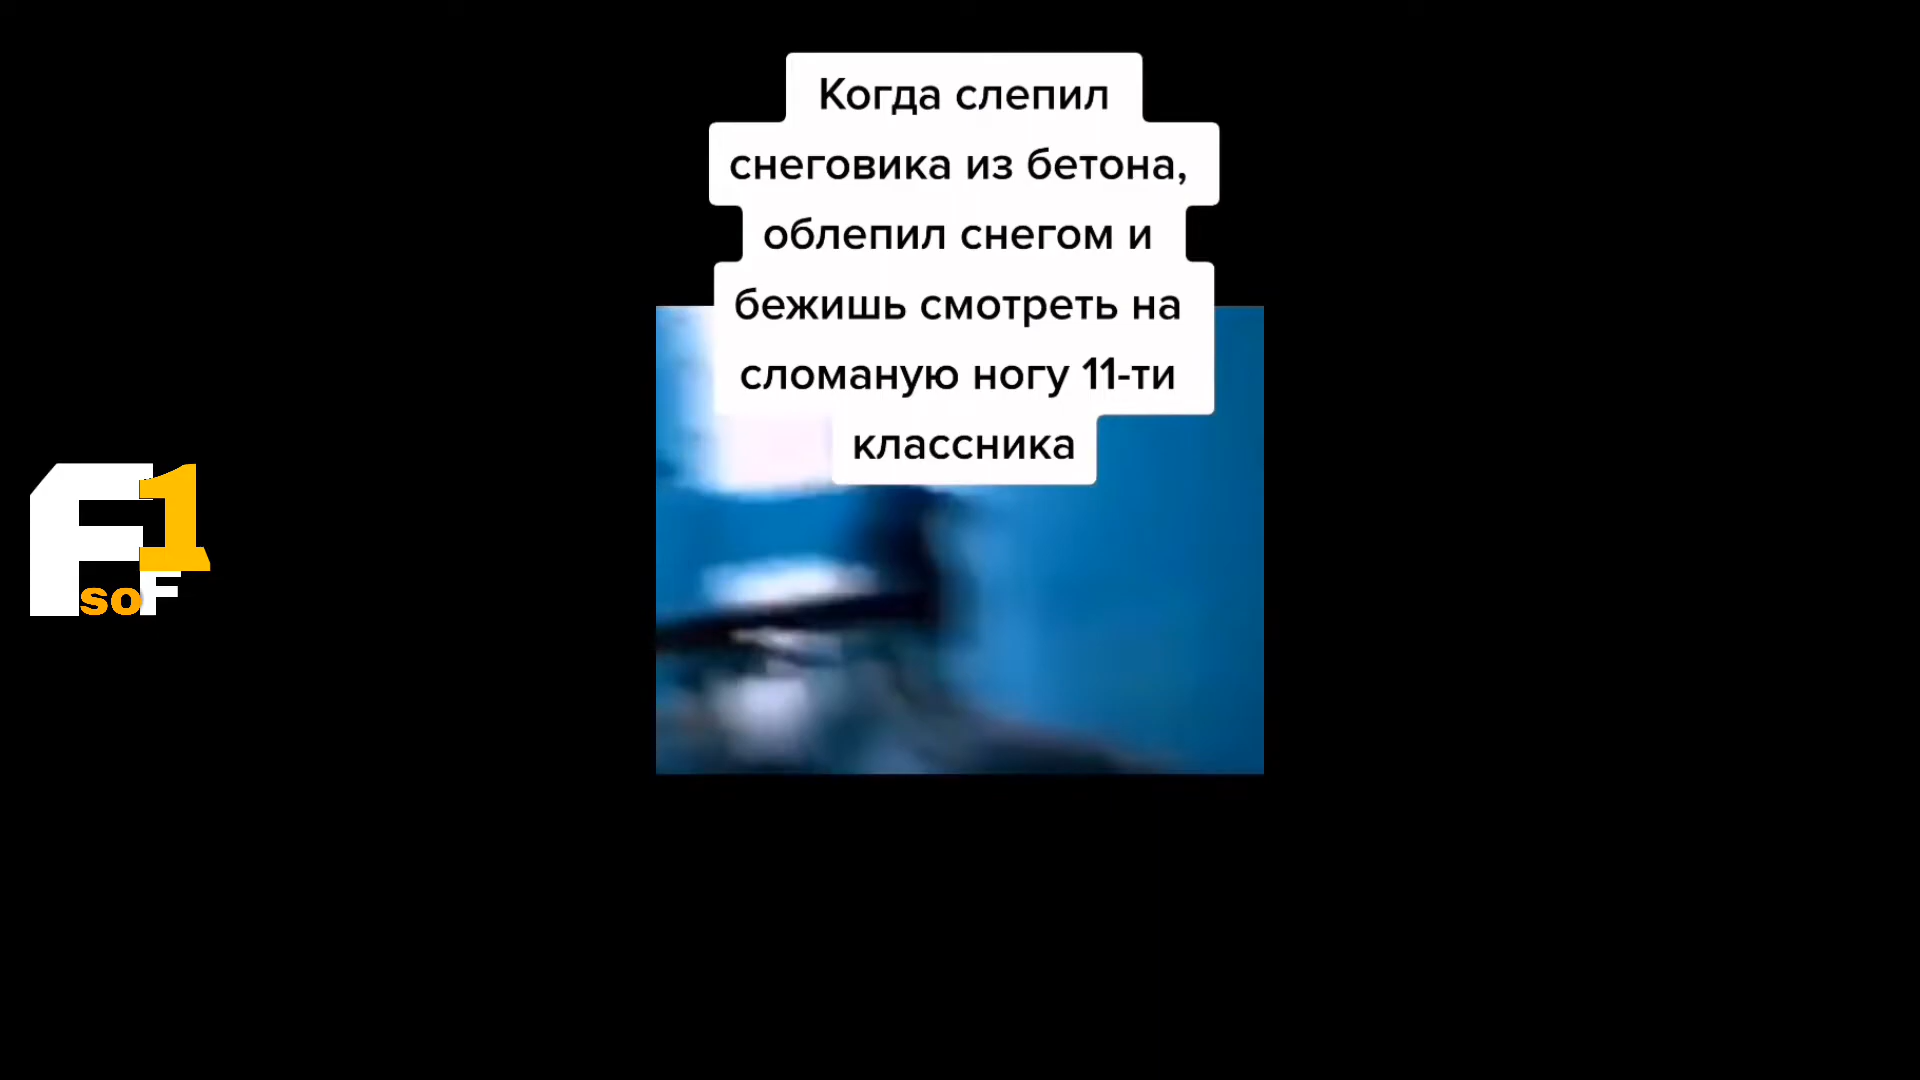 Когда слепил
снеговика из бетона,
облепил снегом и
бежишь смотреть на
сломаную ногу 11-ти
классника
F1
soF